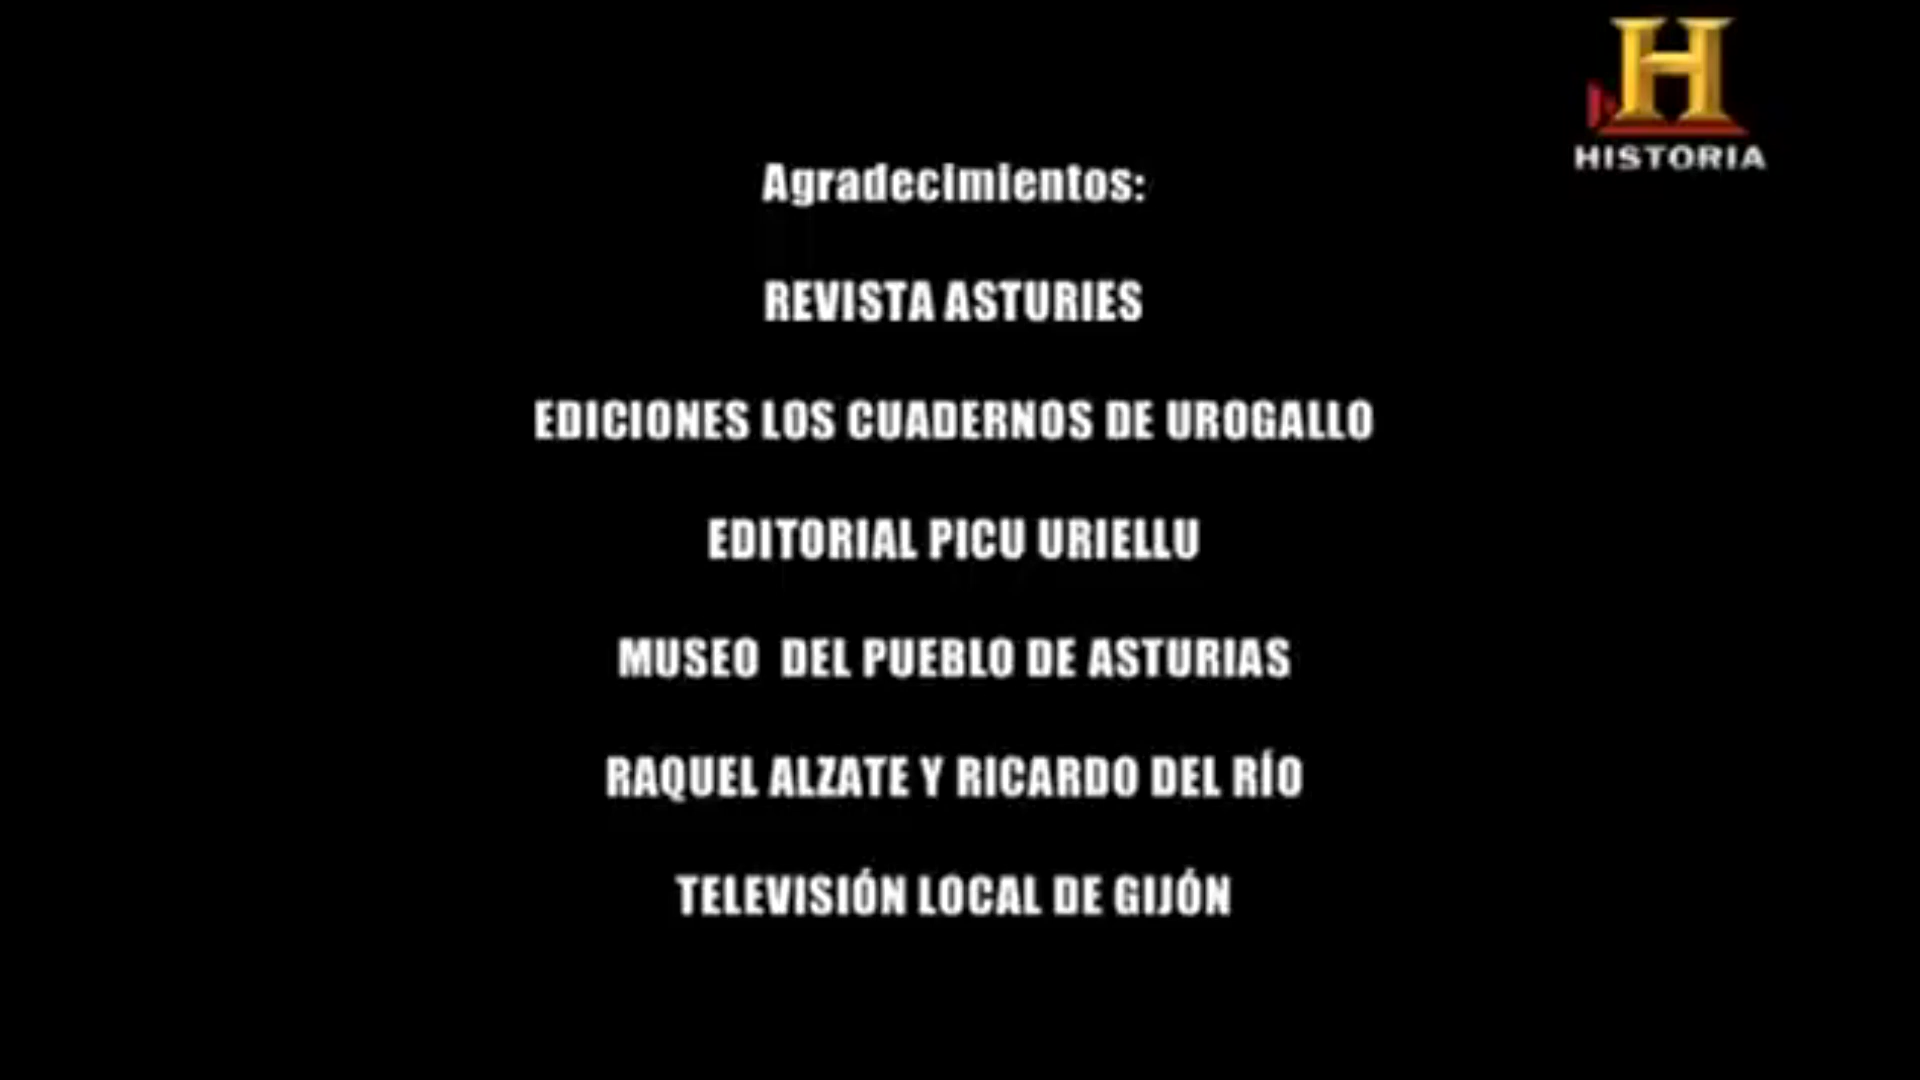 H
HISTORIA
Agradecimientos:
REVISTA ASTURIES
EDICIONES LOS CUADERNOS DE UROGALLO
EDITORIAL PICU URIELLU
MUSEO DEL PUEBLO DE ASTURIAS
RAQUEL ALZATE Y RICARDO DEL RÍO
TELEVISIÓN LOCAL DE GIJÓN